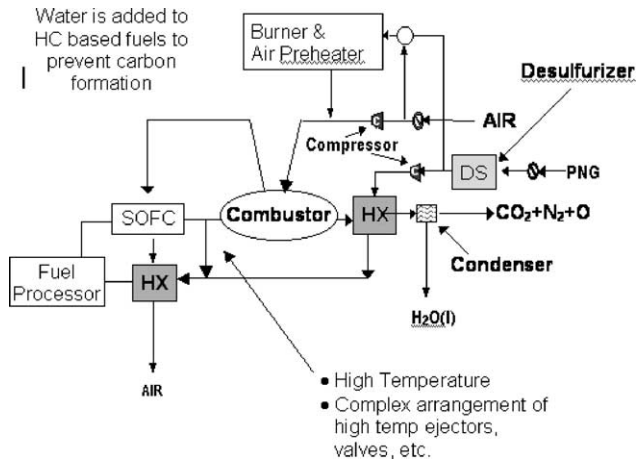 Water is added to
HC based fuels to
prevent carbon
formation
|
Burner &
Air Preheater
Desulfurizer
AIR
Compressor
DS
PNG
SOFC
Combustor
HX
CO₂+N₂+O
Condenser
Fuel
Processor
HX
H₂O(l)
AIR
• High Temperature
• Complex arrangement of
high temp ejectors,
valves, etc.